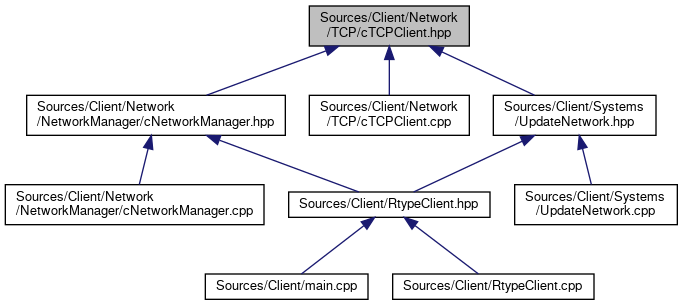 Sources/Client/Network
/TCP/cTCPClient.hpp
Sources/Client/Network
/NetworkManager/cNetworkManager.hpp
Sources/Client/Network
/TCP/cTCPClient.cpp
Sources/Client/Systems
/UpdateNetwork.hpp
Sources/Client/Network
/NetworkManager/cNetworkManager.cpp
Sources/Client/RtypeClient.hpp
Sources/Client/Systems
/UpdateNetwork.cpp
Sources/Client/main.cpp
Sources/Client/RtypeClient.cpp